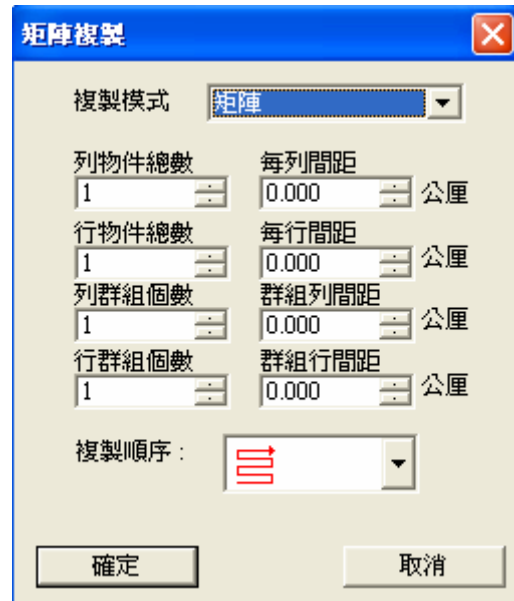 矩陣複製
複製模式 矩陣
列物件總數 每列間距
1 0.000 公厘
行物件總數 每行間距
1 0.000 公厘
列群組個數 群組列間距
1 0.000 公厘
行群組個數 群組行間距
1 0.000 公厘
複製順序 :
確定 取消